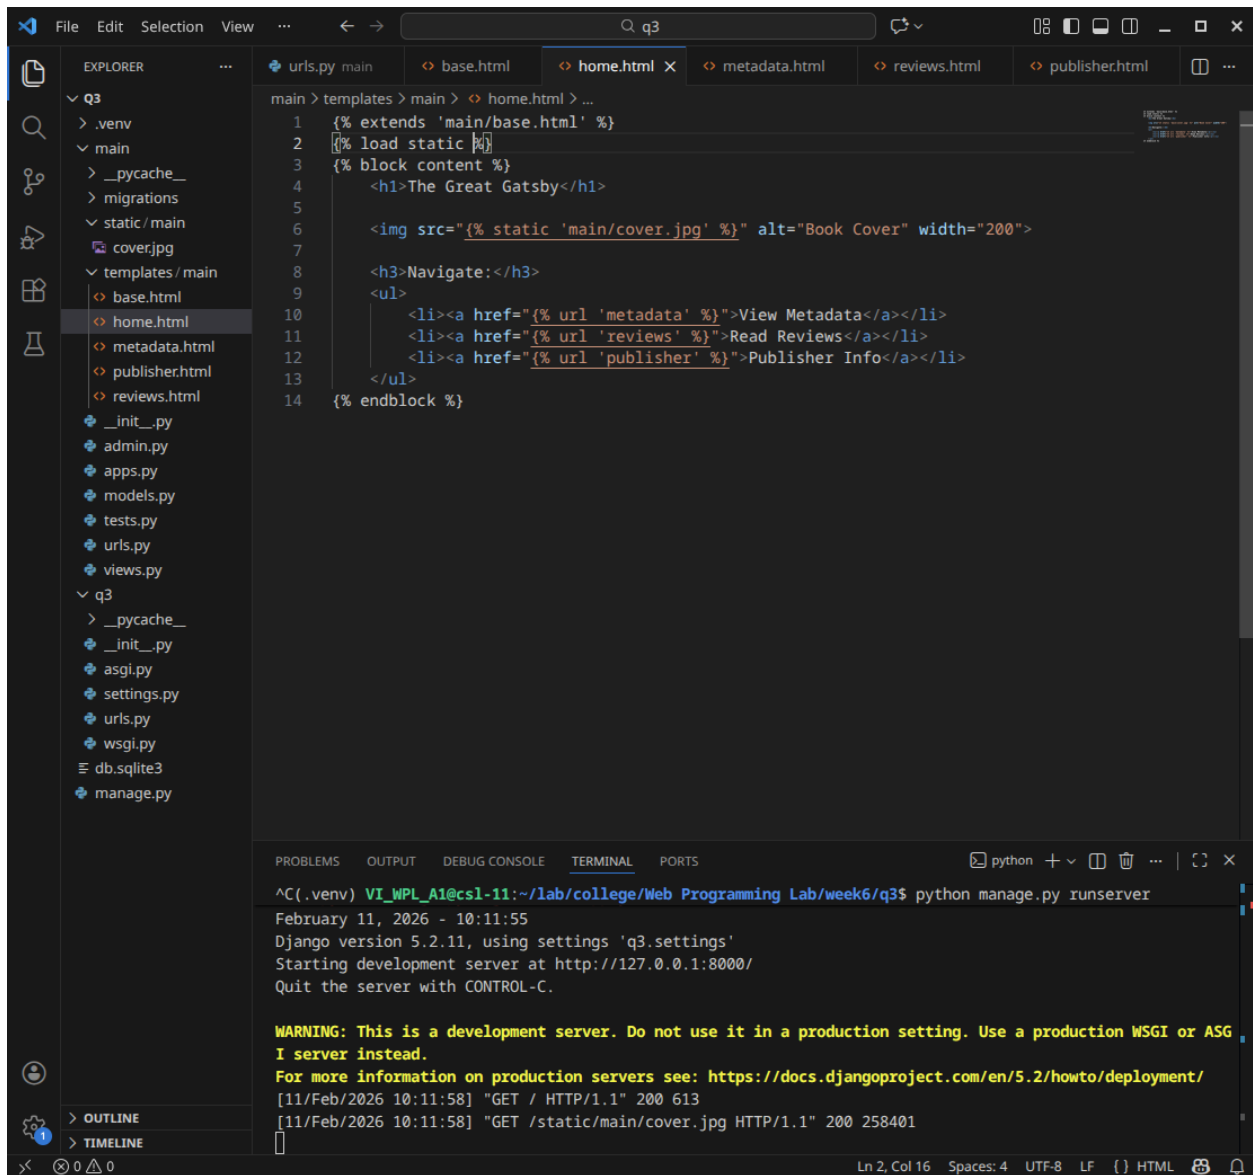 File Edit Selection View ··· q3
EXPLORER ···
Q3
.venv
main
__pycache__
migrations
static / main
cover.jpg
templates / main
base.html
home.html
metadata.html
publisher.html
reviews.html
__init__.py
admin.py
apps.py
models.py
tests.py
urls.py
views.py
q3
__pycache__
__init__.py
asgi.py
settings.py
urls.py
wsgi.py
db.sqlite3
manage.py
OUTLINE
TIMELINE
1
urls.py main base.html home.html metadata.html reviews.html publisher.html ···
main > templates > main > home.html > ...
1 {% extends 'main/base.html' %}
2 {% load static %}
3 {% block content %}
4 <h1>The Great Gatsby</h1>
5
6 <img src="{% static 'main/cover.jpg' %}" alt="Book Cover" width="200">
7
8 <h3>Navigate:</h3>
9 <ul>
10 <li><a href="{% url 'metadata' %}">View Metadata</a></li>
11 <li><a href="{% url 'reviews' %}">Read Reviews</a></li>
12 <li><a href="{% url 'publisher' %}">Publisher Info</a></li>
13 </ul>
14 {% endblock %}
PROBLEMS OUTPUT DEBUG CONSOLE TERMINAL PORTS python ···
^C(.venv) VI_WPL_A1@csl-11:~/lab/college/Web Programming Lab/week6/q3$ python manage.py runserver
February 11, 2026 - 10:11:55
Django version 5.2.11, using settings 'q3.settings'
Starting development server at http://127.0.0.1:8000/
Quit the server with CONTROL-C.
WARNING: This is a development server. Do not use it in a production setting. Use a production WSGI or ASG
I server instead.
For more information on production servers see: https://docs.djangoproject.com/en/5.2/howto/deployment/
[11/Feb/2026 10:11:58] "GET / HTTP/1.1" 200 613
[11/Feb/2026 10:11:58] "GET /static/main/cover.jpg HTTP/1.1" 200 258401
0 0 Ln 2, Col 16 Spaces: 4 UTF-8 LF {} HTML